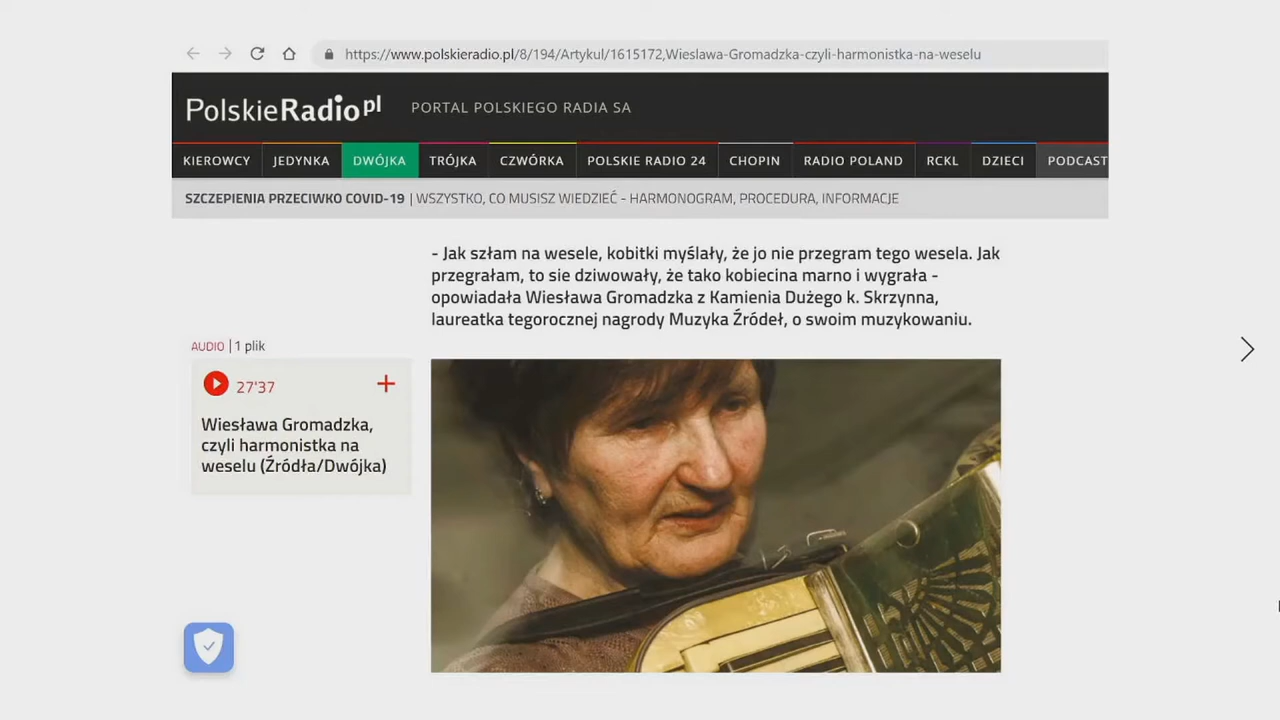 https://www.polskieradio.pl/8/194/Artykul/1615172,Wieslawa-Gromadzka-czyli-harmonistka-na-weselu
PolskieRadio.pl PORTAL POLSKIEGO RADIA SA
KIEROWCY JEDYNKA DWÓJKA TRÓJKA CZWÓRKA POLSKIE RADIO 24 CHOPIN RADIO POLAND RCKL DZIECI PODCAST
SZCZEPIENIA PRZECIWKO COVID-19 | WSZYSTKO, CO MUSISZ WIEDZIEĆ - HARMONOGRAM, PROCEDURA, INFORMACJE
- Jak szłam na wesele, kobitki myślały, że jo nie przegram tego wesela. Jak
przegrałam, to sie dziwowały, że tako kobiecina marno i wygrała -
opowiadała Wiesława Gromadzka z Kamienia Dużego k. Skrzynna,
laureatka tegorocznej nagrody Muzyka Źródeł, o swoim muzykowaniu.
AUDIO | 1 plik
27'37
Wiesława Gromadzka,
czyli harmonistka na
weselu (Źródła/Dwójka)